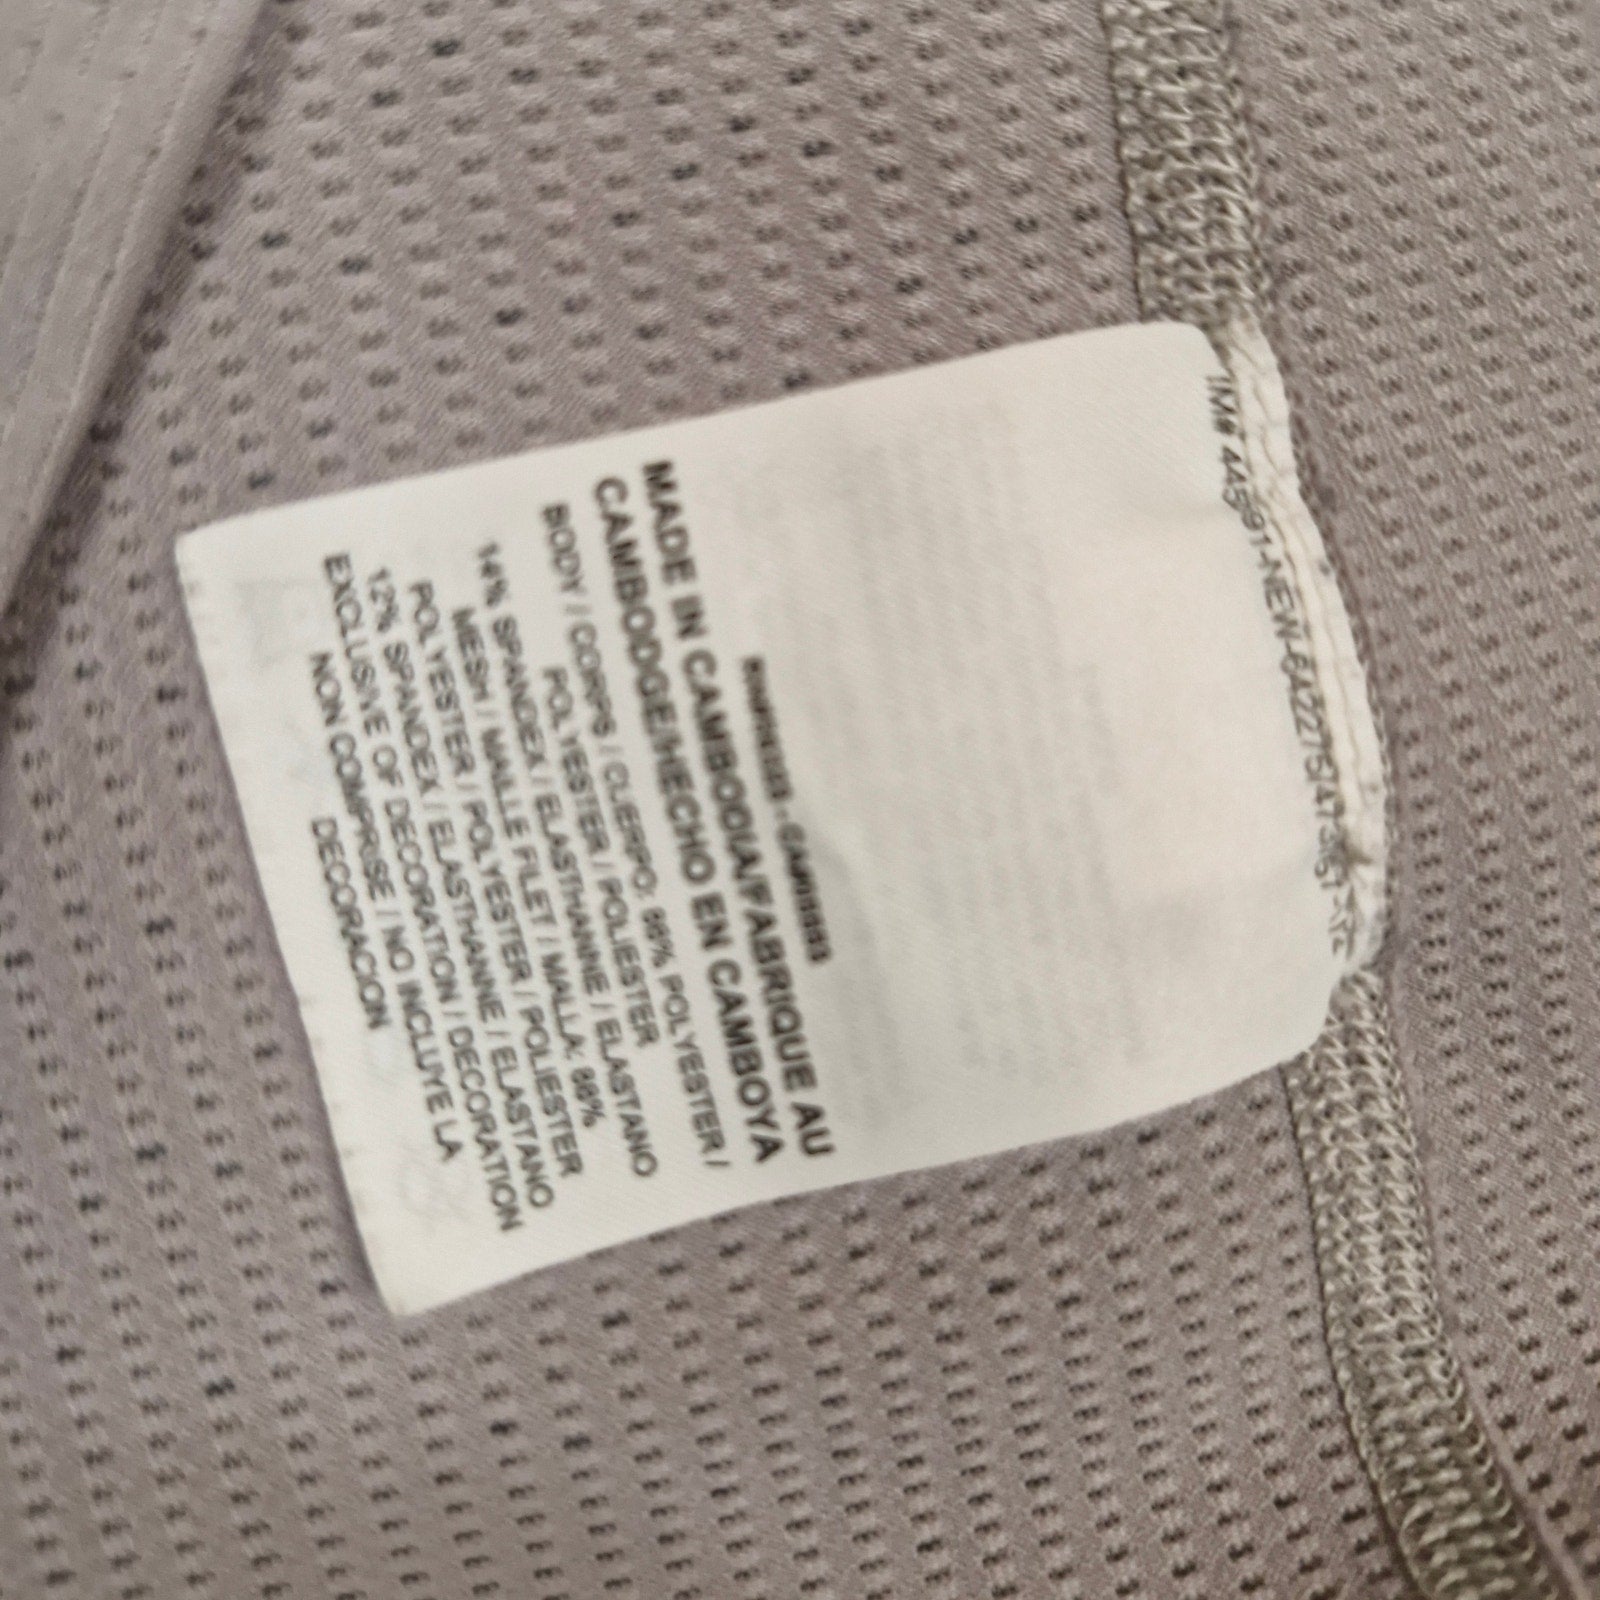 MADE IN CAMBODIA/FABRIQUE AU
CAMBODGE/HECHO EN CAMBOYA
BODY / CORPS / CUERPO: 86% POLYESTER /
POLYESTER / POLIESTER
14% SPANDEX / ELASTHANNE / ELASTANO
MESH / MAILLE FILET / MALLA: 88%
POLYESTER / POLYESTER / POLIESTER
12% SPANDEX / ELASTHANNE / ELASTANO
EXCLUSIVE OF DECORATION / DECORATION
NON COMPRISE / NO INCLUYE LA
DECORACION